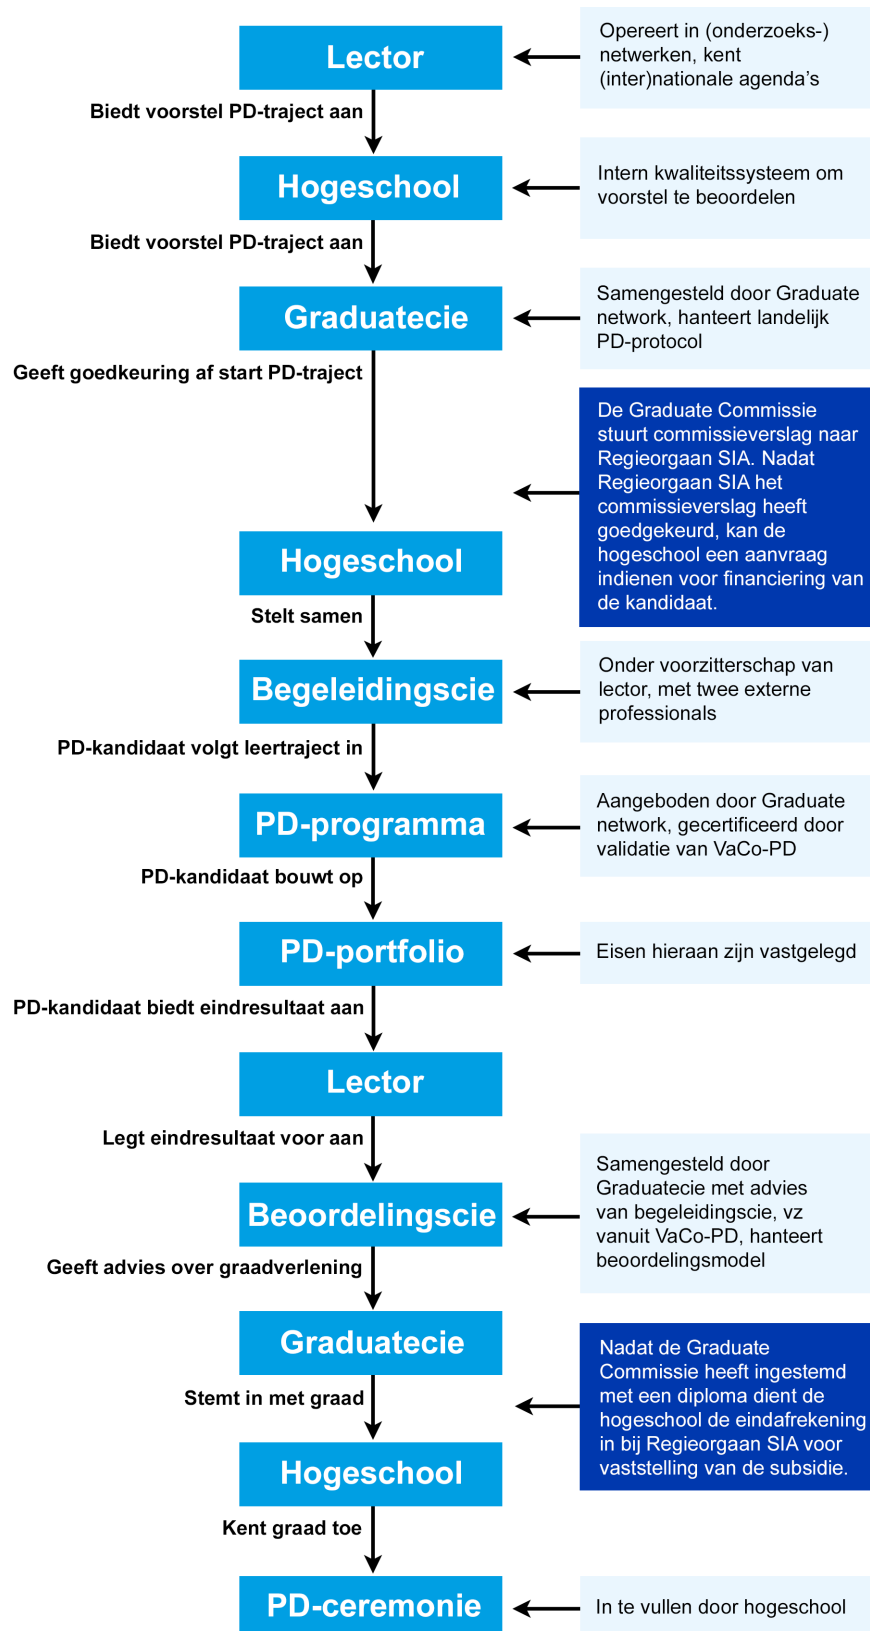 Lector
Opereert in (onderzoeks-)
netwerken, kent
(inter)nationale agenda’s
Biedt voorstel PD-traject aan
Hogeschool
Intern kwaliteitssysteem om
voorstel te beoordelen
Biedt voorstel PD-traject aan
Graduatecie
Samengesteld door Graduate
network, hanteert landelijk
PD-protocol
Geeft goedkeuring af start PD-traject
De Graduate Commissie
stuurt commissieverslag naar
Regieorgaan SIA. Nadat
Regieorgaan SIA het
commissieverslag heeft
goedgekeurd, kan de
hogeschool een aanvraag
indienen voor financiering van
de kandidaat.
Hogeschool
Stelt samen
Begeleidingscie
Onder voorzitterschap van
lector, met twee externe
professionals
PD-kandidaat volgt leertraject in
PD-programma
Aangeboden door Graduate
network, gecertificeerd door
validatie van VaCo-PD
PD-kandidaat bouwt op
PD-portfolio
Eisen hieraan zijn vastgelegd
PD-kandidaat biedt eindresultaat aan
Lector
Legt eindresultaat voor aan
Beoordelingscie
Samengesteld door
Graduatecie met advies
van begeleidingscie, vz
vanuit VaCo-PD, hanteert
beoordelingsmodel
Geeft advies over graadverlening
Graduatecie
Stemt in met graad
Nadat de Graduate
Commissie heeft ingestemd
met een diploma dient de
hogeschool de eindafrekening
in bij Regieorgaan SIA voor
vaststelling van de subsidie.
Hogeschool
Kent graad toe
PD-ceremonie
In te vullen door hogeschool